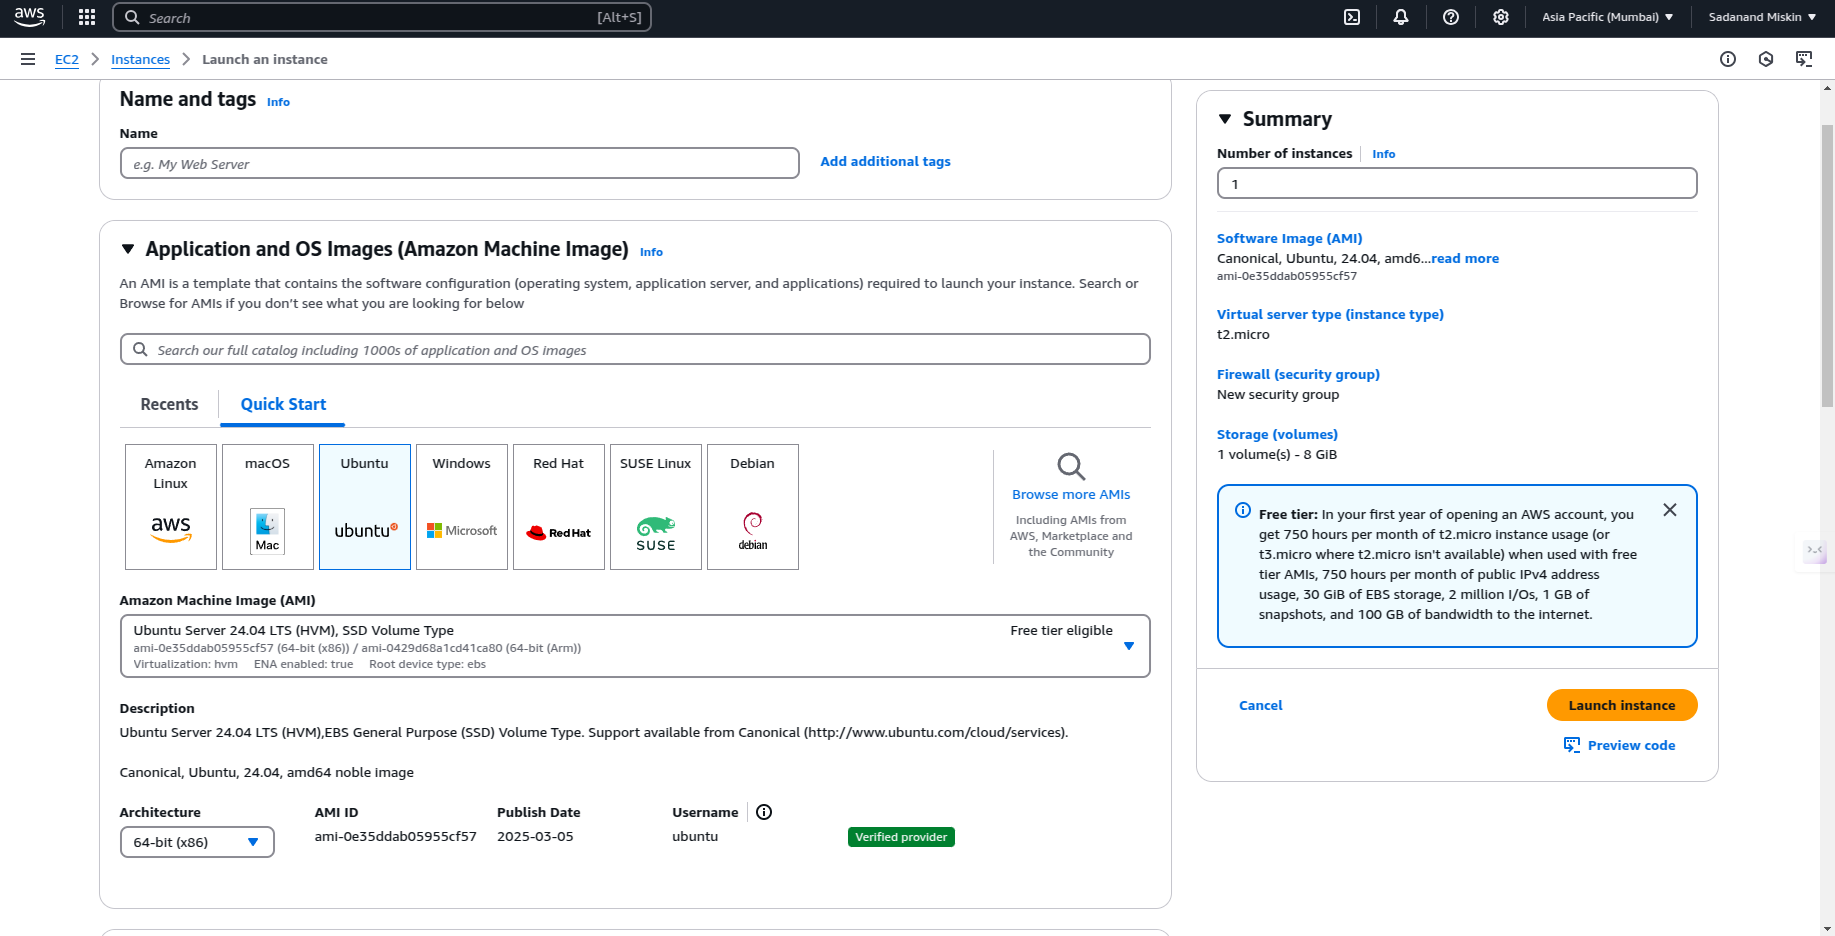 aws
Search
[Alt+S]
Asia Pacific (Mumbai)
Sadanand Miskin
EC2
Instances
Launch an instance
Name and tags Info
Name
e.g. My Web Server
Add additional tags
Application and OS Images (Amazon Machine Image) Info
An AMI is a template that contains the software configuration (operating system, application server, and applications) required to launch your instance. Search or
Browse for AMIs if you don't see what you are looking for below
Search our full catalog including 1000s of application and OS images
Recents
Quick Start
Amazon
Linux
aws
macOS
Mac
Ubuntu
ubuntu
Windows
Microsoft
Red Hat
RedHat
SUSE Linux
SUSE
Debian
debian
Browse more AMIs
Including AMIs from
AWS, Marketplace and
the Community
Amazon Machine Image (AMI)
Ubuntu Server 24.04 LTS (HVM), SSD Volume Type
Free tier eligible
ami-0e35ddab05955cf57 (64-bit (x86)) / ami-0429d68a1cd41ca80 (64-bit (Arm))
Virtualization: hvm ENA enabled: true Root device type: ebs
Description
Ubuntu Server 24.04 LTS (HVM),EBS General Purpose (SSD) Volume Type. Support available from Canonical (http://www.ubuntu.com/cloud/services).
Canonical, Ubuntu, 24.04, amd64 noble image
Architecture
64-bit (x86)
AMI ID
ami-0e35ddab05955cf57
Publish Date
2025-03-05
Username
ubuntu
Verified provider
Summary
Number of instances Info
1
Software Image (AMI)
Canonical, Ubuntu, 24.04, amd6...read more
ami-0e35ddab05955cf57
Virtual server type (instance type)
t2.micro
Firewall (security group)
New security group
Storage (volumes)
1 volume(s) - 8 GiB
Free tier: In your first year of opening an AWS account, you
get 750 hours per month of t2.micro instance usage (or
t3.micro where t2.micro isn't available) when used with free
tier AMIs, 750 hours per month of public IPv4 address
usage, 30 GiB of EBS storage, 2 million I/Os, 1 GB of
snapshots, and 100 GB of bandwidth to the internet.
Cancel
Launch instance
Preview code